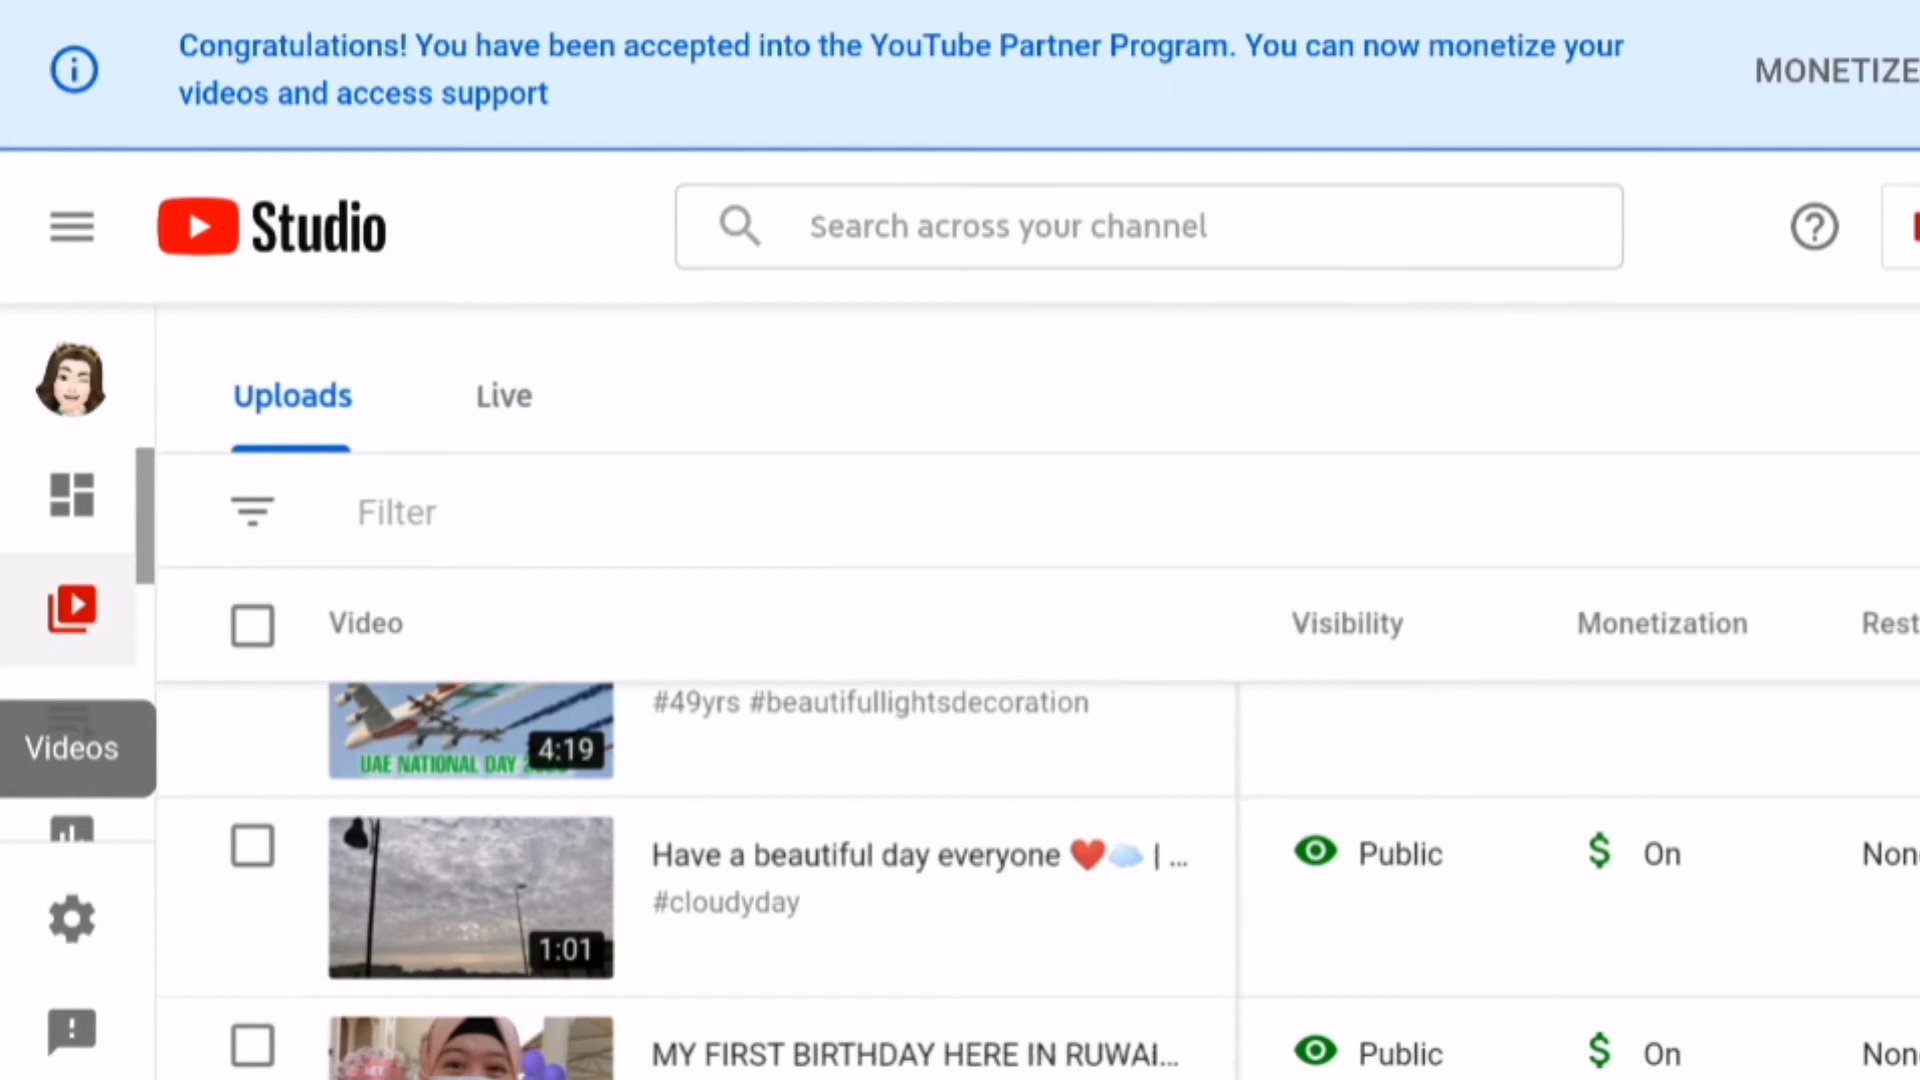 Congratulations! You have been accepted into the YouTube Partner Program. You can now monetize your
videos and access support
MONETIZE
Studio
Search across your channel
Uploads
Live
Filter
Video
Visibility
Monetization
Rest
#49yrs #beautifullightsdecoration
4:19
UAE NATIONAL DAY
Videos
Have a beautiful day everyone ❤️☁️ | ...
Public
On
Non
#cloudyday
1:01
MY FIRST BIRTHDAY HERE IN RUWAI...
Public
On
Non